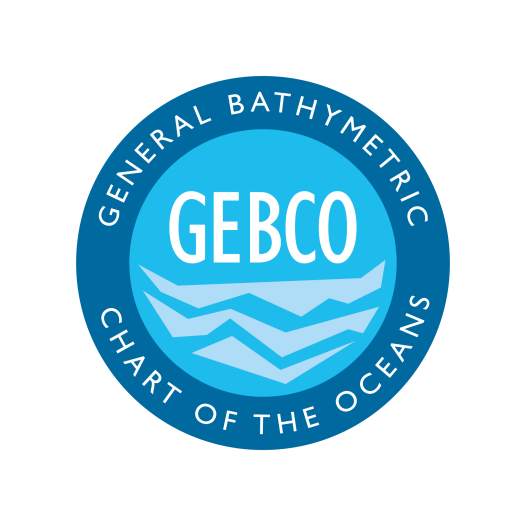 GENERAL BATHYMETRIC
GEBCO
CHART OF THE OCEANS